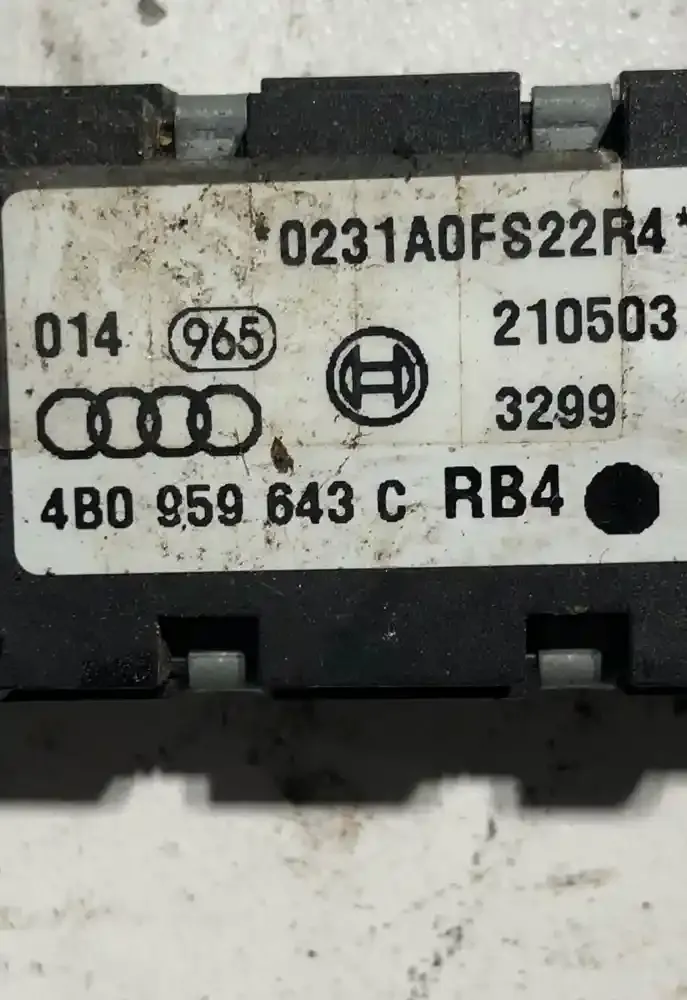 *0231A0FS22R4*
014 965 210503
3299
4B0 959 643 C RB4